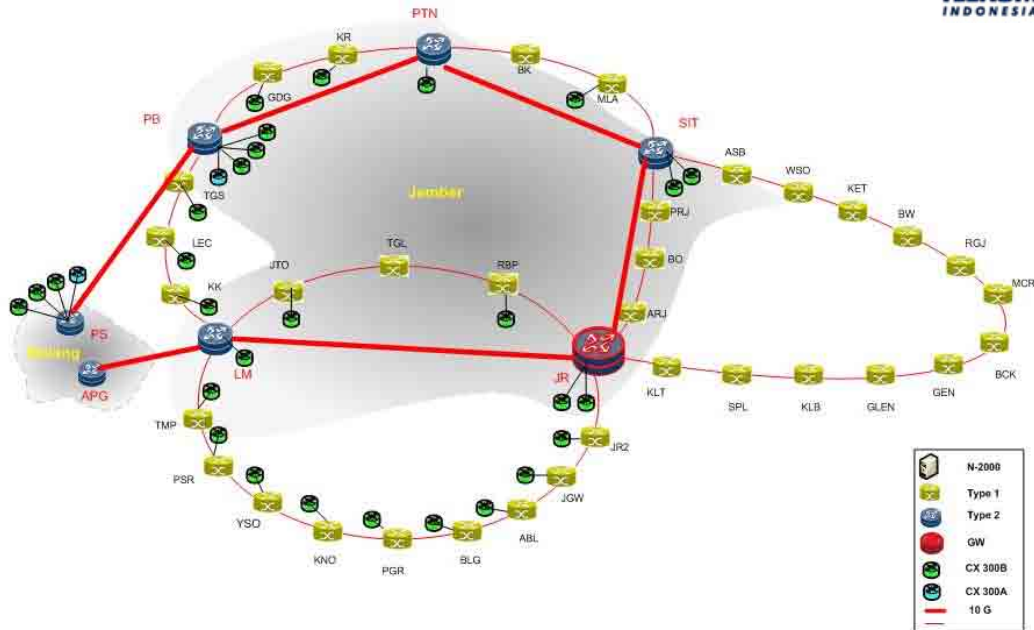 INDONESIA
PTN
KR
BK
GDG
MLA
PB
SIT
ASB
WSO
TGS
KET
PRJ
BW
Jember
RGJ
LEC
TGL
BO
JTO
RBP
MCR
KK
ARJ
PS
LM
JR
KLT
BCK
APG
SPL
KLB
GLEN
GEN
TMP
JR2
PSR
JGW
YSO
ABL
KNO
PGR
BLG
N-2000
Type 1
Type 2
GW
CX 300B
CX 300A
10 G